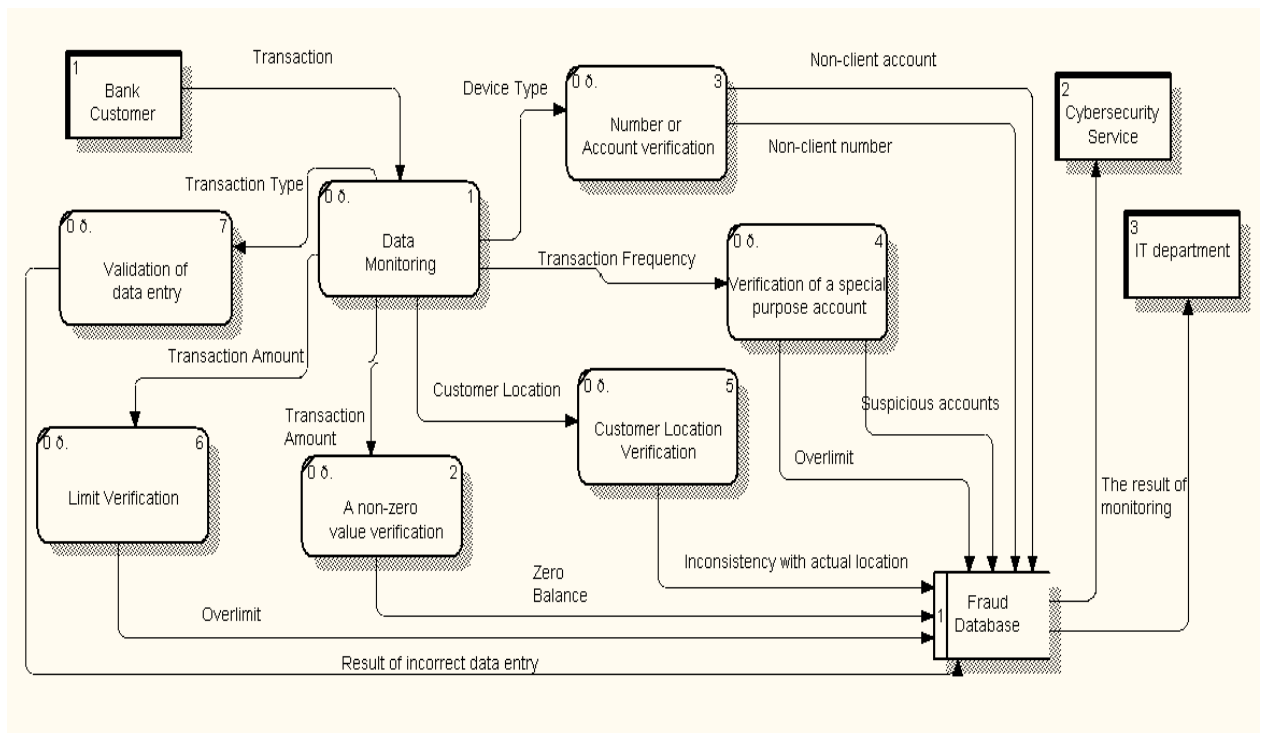 Transaction
Non-client account
1
Bank
Customer
Device Type
0 ð.
3
Number or
Account verification
2
Cybersecurity
Service
Non-client number
Transaction Type
0 ð.
1
Data
Monitoring
0 ð.
7
Validation of
data entry
Transaction Frequency
0 ð.
4
Verification of a special
purpose account
3
IT department
Transaction Amount
Customer Location
0 ð.
5
Customer Location
Verification
Suspicious accounts
Transaction
Amount
0 ð.
6
Limit Verification
0 ð.
2
A non-zero
value verification
Overlimit
The result of
monitoring
Inconsistency with actual location
Zero
Balance
1
Fraud
Database
Overlimit
Result of incorrect data entry